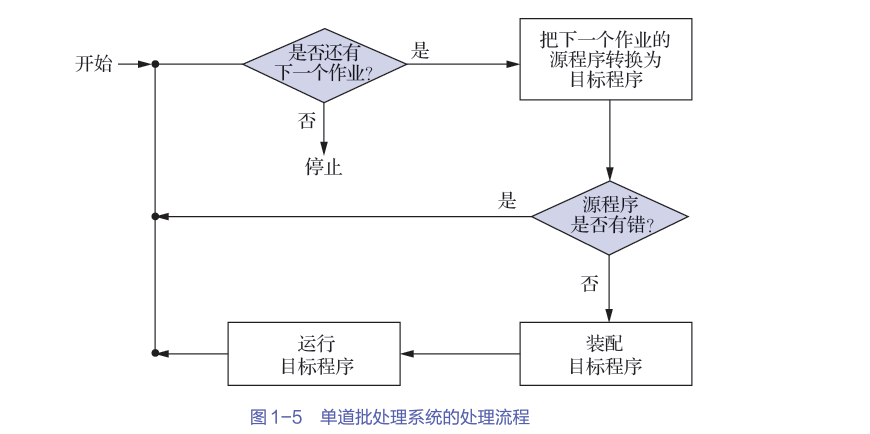 开始
是否还有
下一个作业?
是
把下一个作业的
源程序转换为
目标程序
否
停止
是
源程序
是否有错?
否
运行
目标程序
装配
目标程序
图1-5 单道批处理系统的处理流程